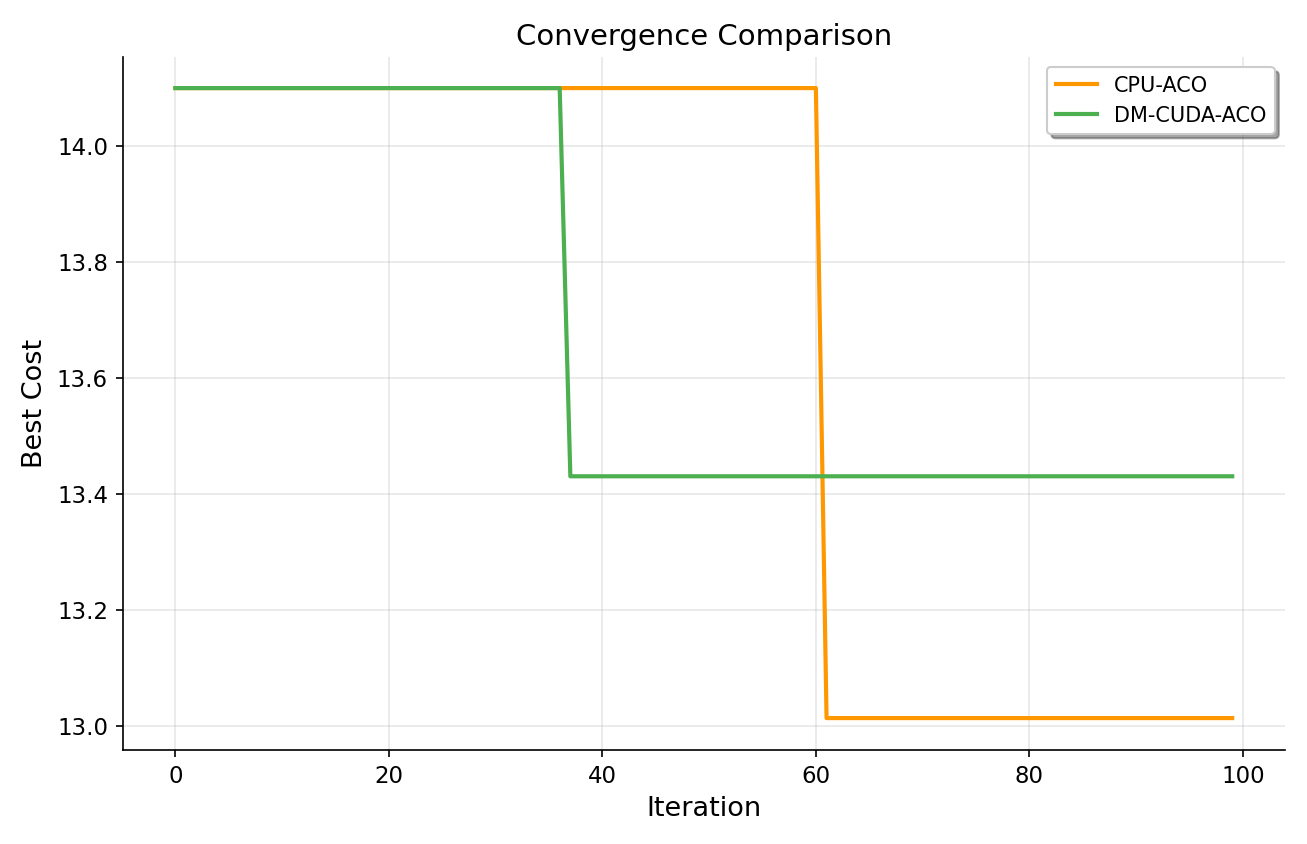 Convergence Comparison
CPU-ACO
DM-CUDA-ACO
Best Cost
14.0
13.8
13.6
13.4
13.2
13.0
0 20 40 60 80 100
Iteration